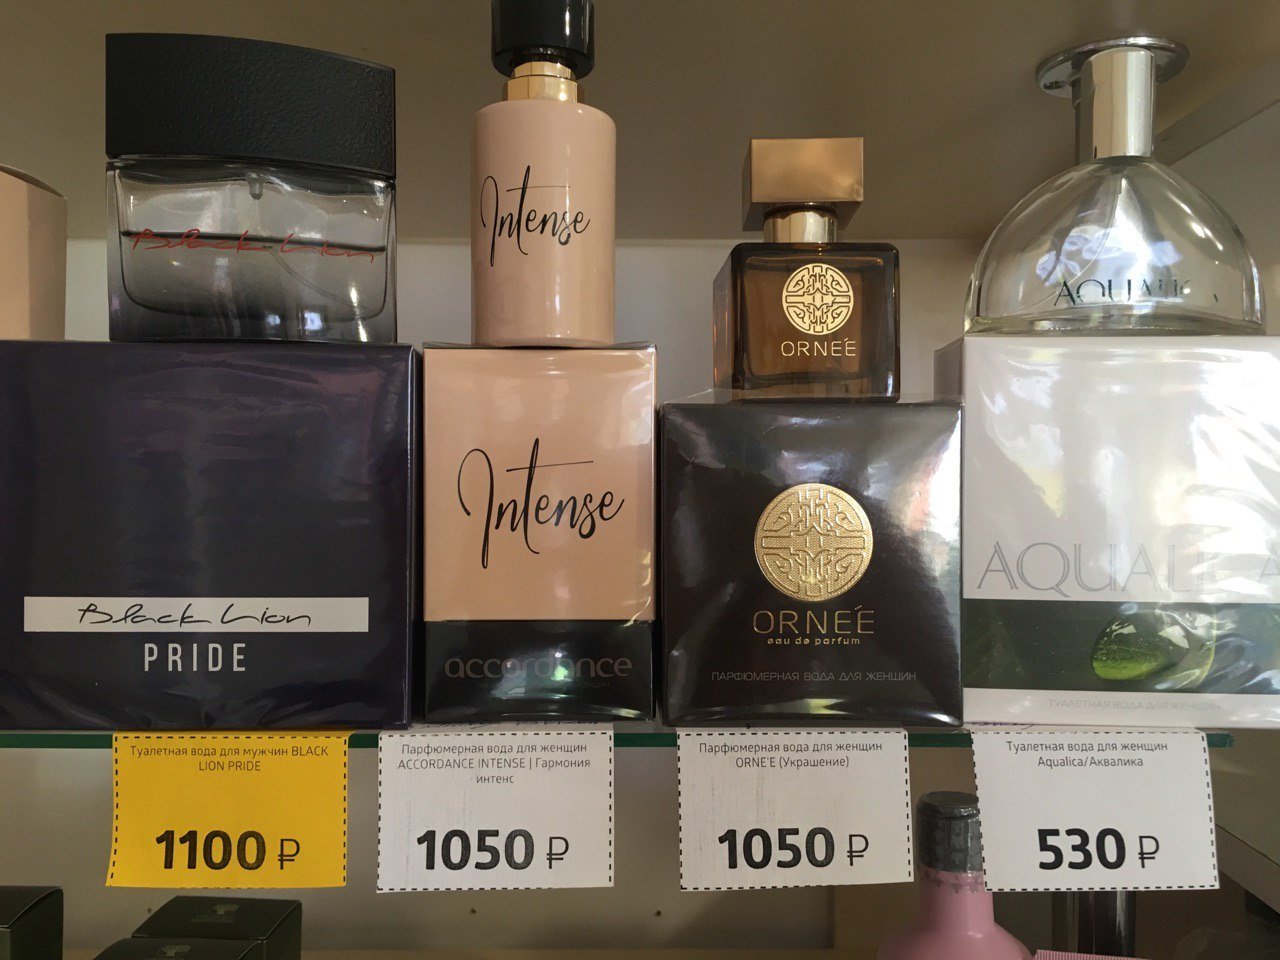 Black Lion
Intense
ORNEÉ
AQUALICA
Intense
Black Lion
PRIDE
accordance
ORNEÉ
eau de parfum
ПАРФЮМЕРНАЯ ВОДА ДЛЯ ЖЕНЩИН
AQUALICA
ТУАЛЕТНАЯ ВОДА ДЛЯ ЖЕНЩИН
Туалетная вода для мужчин BLACK
LION PRIDE
1100 ₽
Парфюмерная вода для женщин
ACCORDANCE INTENSE | Гармония
интенс
1050 ₽
Парфюмерная вода для женщин
ORNE'E (Украшение)
1050 ₽
Туалетная вода для женщин
Aqualica/Аквалика
530 ₽